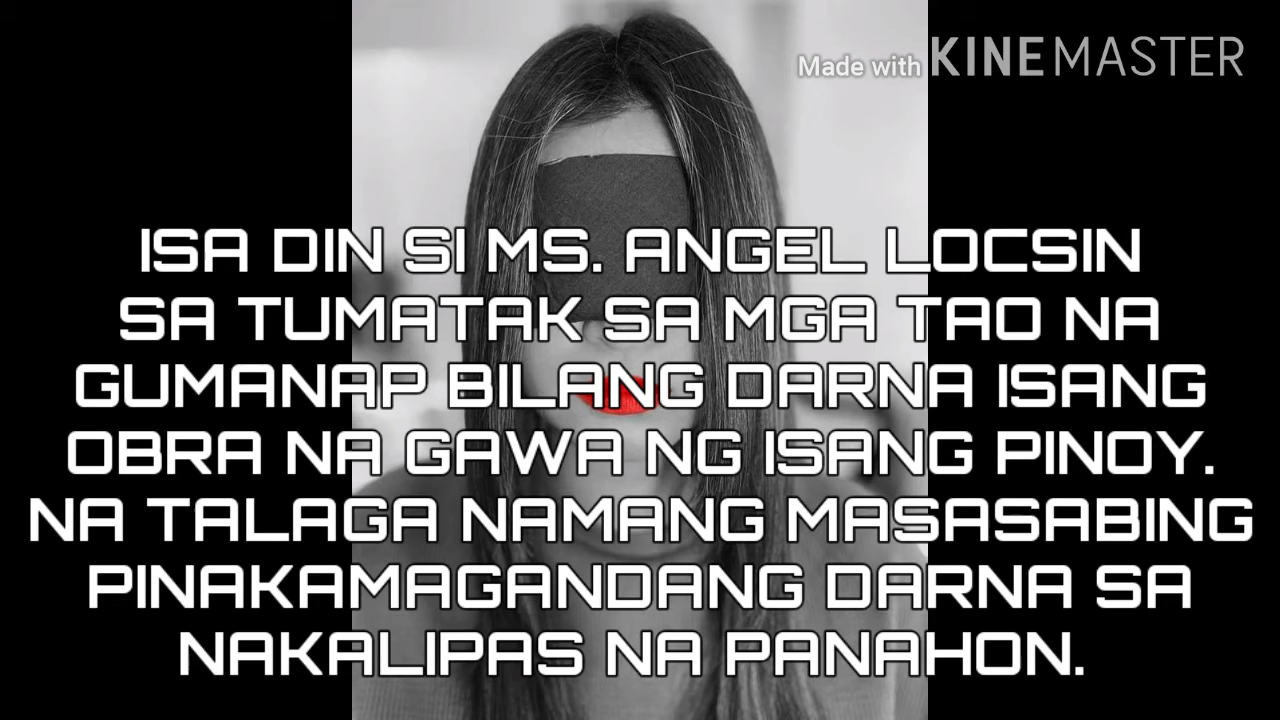 Made with KINEMASTER
ISA DIN SI MS. ANGEL LOCSIN
SA TUMATAK SA MGA TAO NA
GUMANAP BILANG DARNA ISANG
OBRA NA GAWA NG ISANG PINOY.
NA TALAGA NAMANG MASASABING
PINAKAMAGANDANG DARNA SA
NAKALIPAS NA PANAHON.